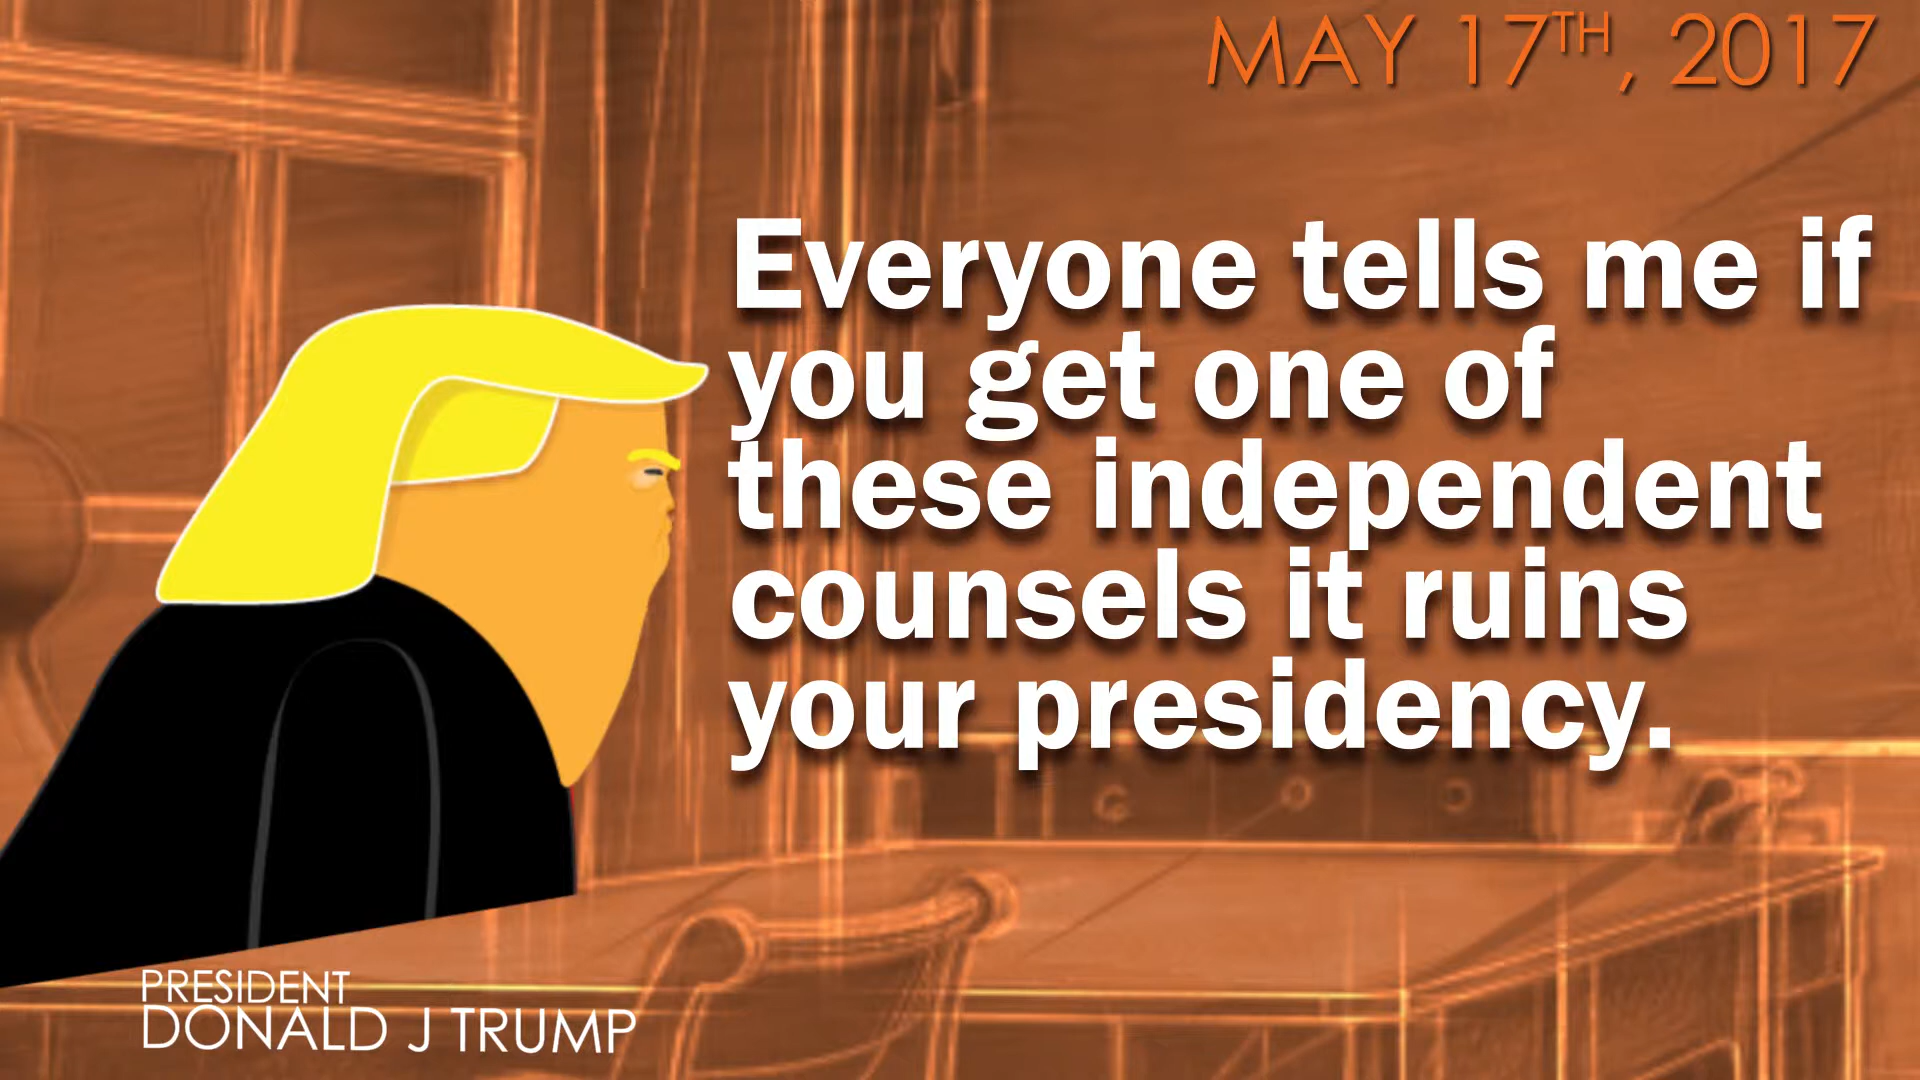 MAY 17TH, 2017
Everyone tells me if
you get one of
these independent
counsels it ruins
your presidency.
PRESIDENT
DONALD J TRUMP